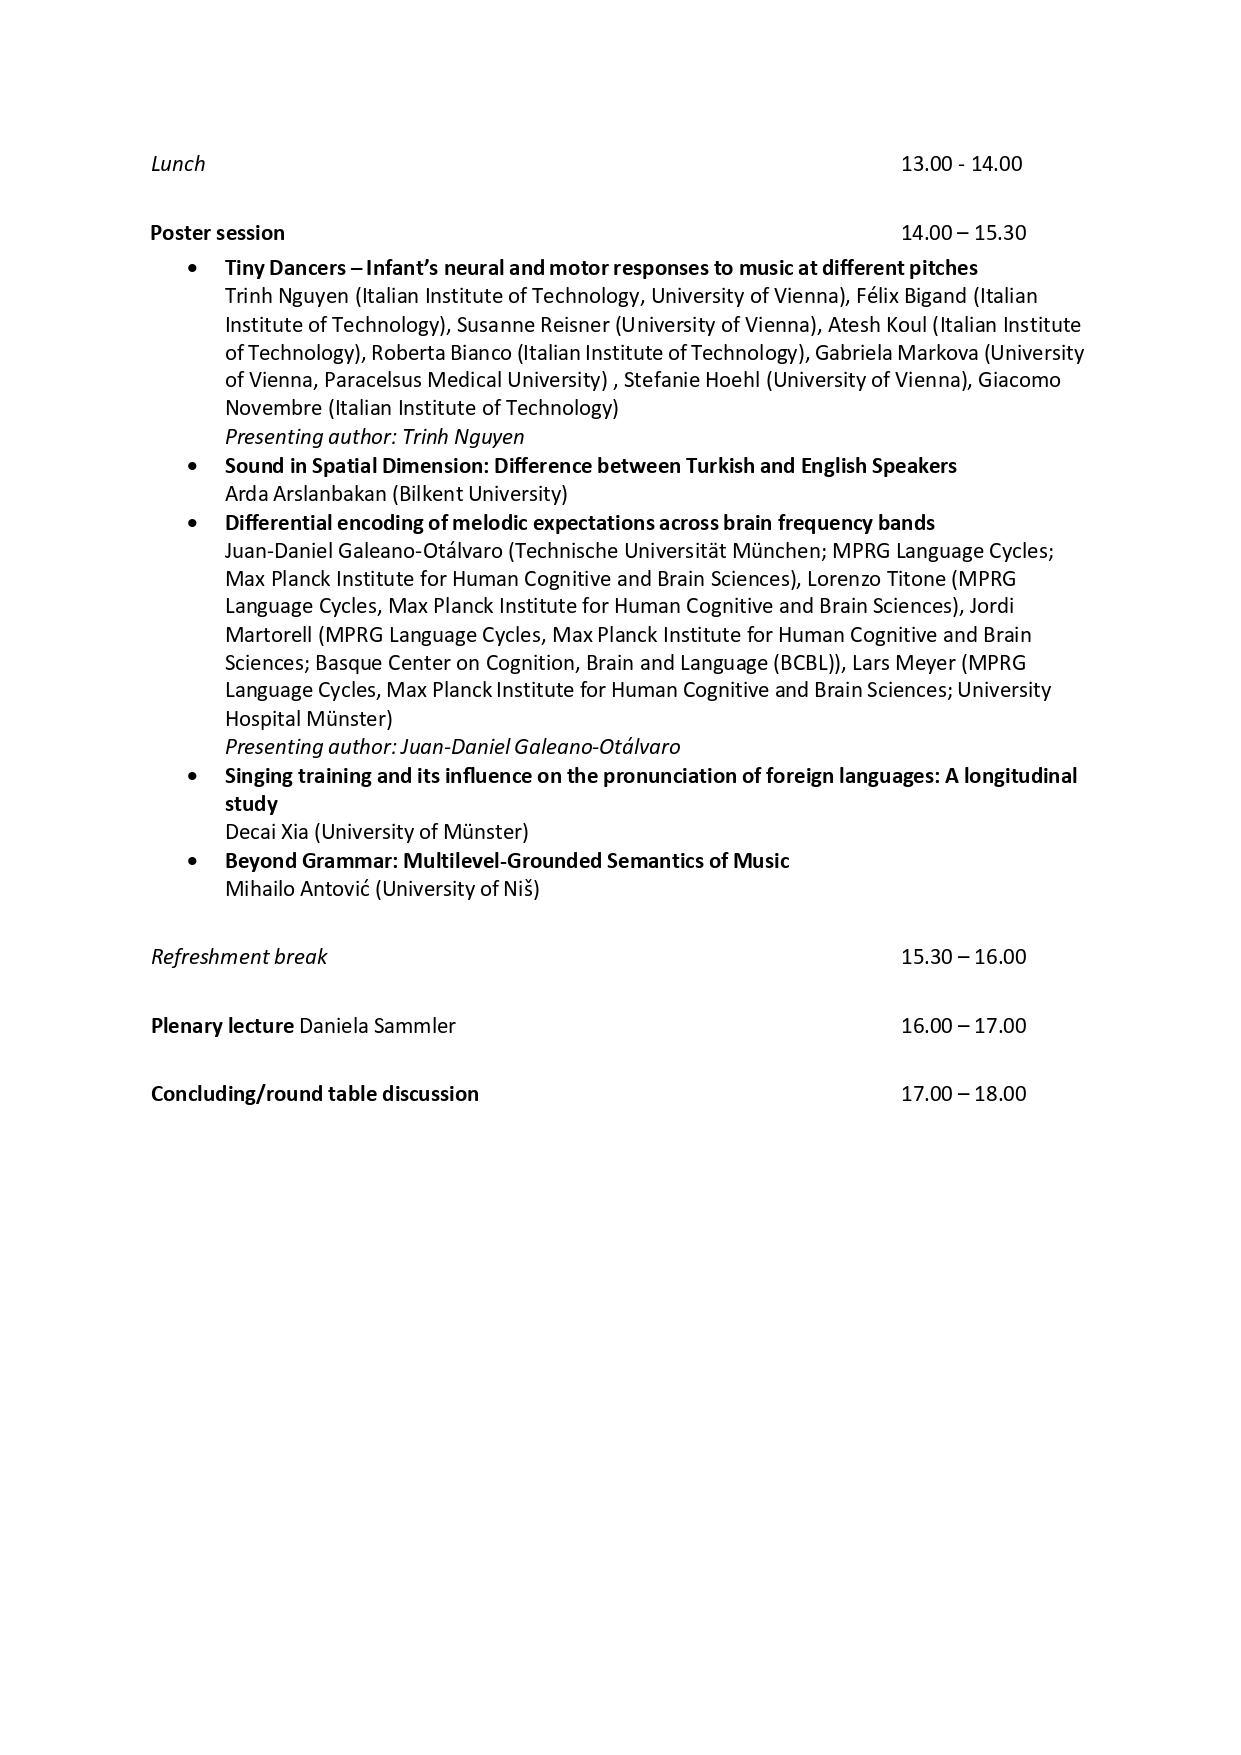 Lunch 13.00 - 14.00
Poster session 14.00 – 15.30
• Tiny Dancers – Infant’s neural and motor responses to music at different pitches
Trinh Nguyen (Italian Institute of Technology, University of Vienna), Félix Bigand (Italian
Institute of Technology), Susanne Reisner (University of Vienna), Atesh Koul (Italian Institute
of Technology), Roberta Bianco (Italian Institute of Technology), Gabriela Markova (University
of Vienna, Paracelsus Medical University) , Stefanie Hoehl (University of Vienna), Giacomo
Novembre (Italian Institute of Technology)
Presenting author: Trinh Nguyen
• Sound in Spatial Dimension: Difference between Turkish and English Speakers
Arda Arslanbakan (Bilkent University)
• Differential encoding of melodic expectations across brain frequency bands
Juan-Daniel Galeano-Otálvaro (Technische Universität München; MPRG Language Cycles;
Max Planck Institute for Human Cognitive and Brain Sciences), Lorenzo Titone (MPRG
Language Cycles, Max Planck Institute for Human Cognitive and Brain Sciences), Jordi
Martorell (MPRG Language Cycles, Max Planck Institute for Human Cognitive and Brain
Sciences; Basque Center on Cognition, Brain and Language (BCBL)), Lars Meyer (MPRG
Language Cycles, Max Planck Institute for Human Cognitive and Brain Sciences; University
Hospital Münster)
Presenting author: Juan-Daniel Galeano-Otálvaro
• Singing training and its influence on the pronunciation of foreign languages: A longitudinal
study
Decai Xia (University of Münster)
• Beyond Grammar: Multilevel-Grounded Semantics of Music
Mihailo Antović (University of Niš)
Refreshment break 15.30 – 16.00
Plenary lecture Daniela Sammler 16.00 – 17.00
Concluding/round table discussion 17.00 – 18.00